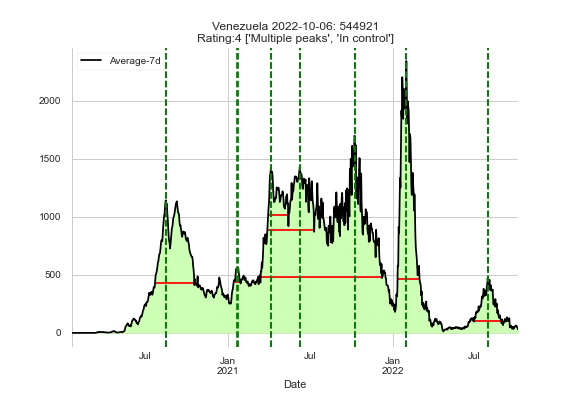 Venezuela 2022-10-06: 544921
Rating:4 ['Multiple peaks', 'In control']
Average-7d
2000
1500
1000
500
0
Jul
Jan
2021
Jul
Jan
2022
Jul
Date